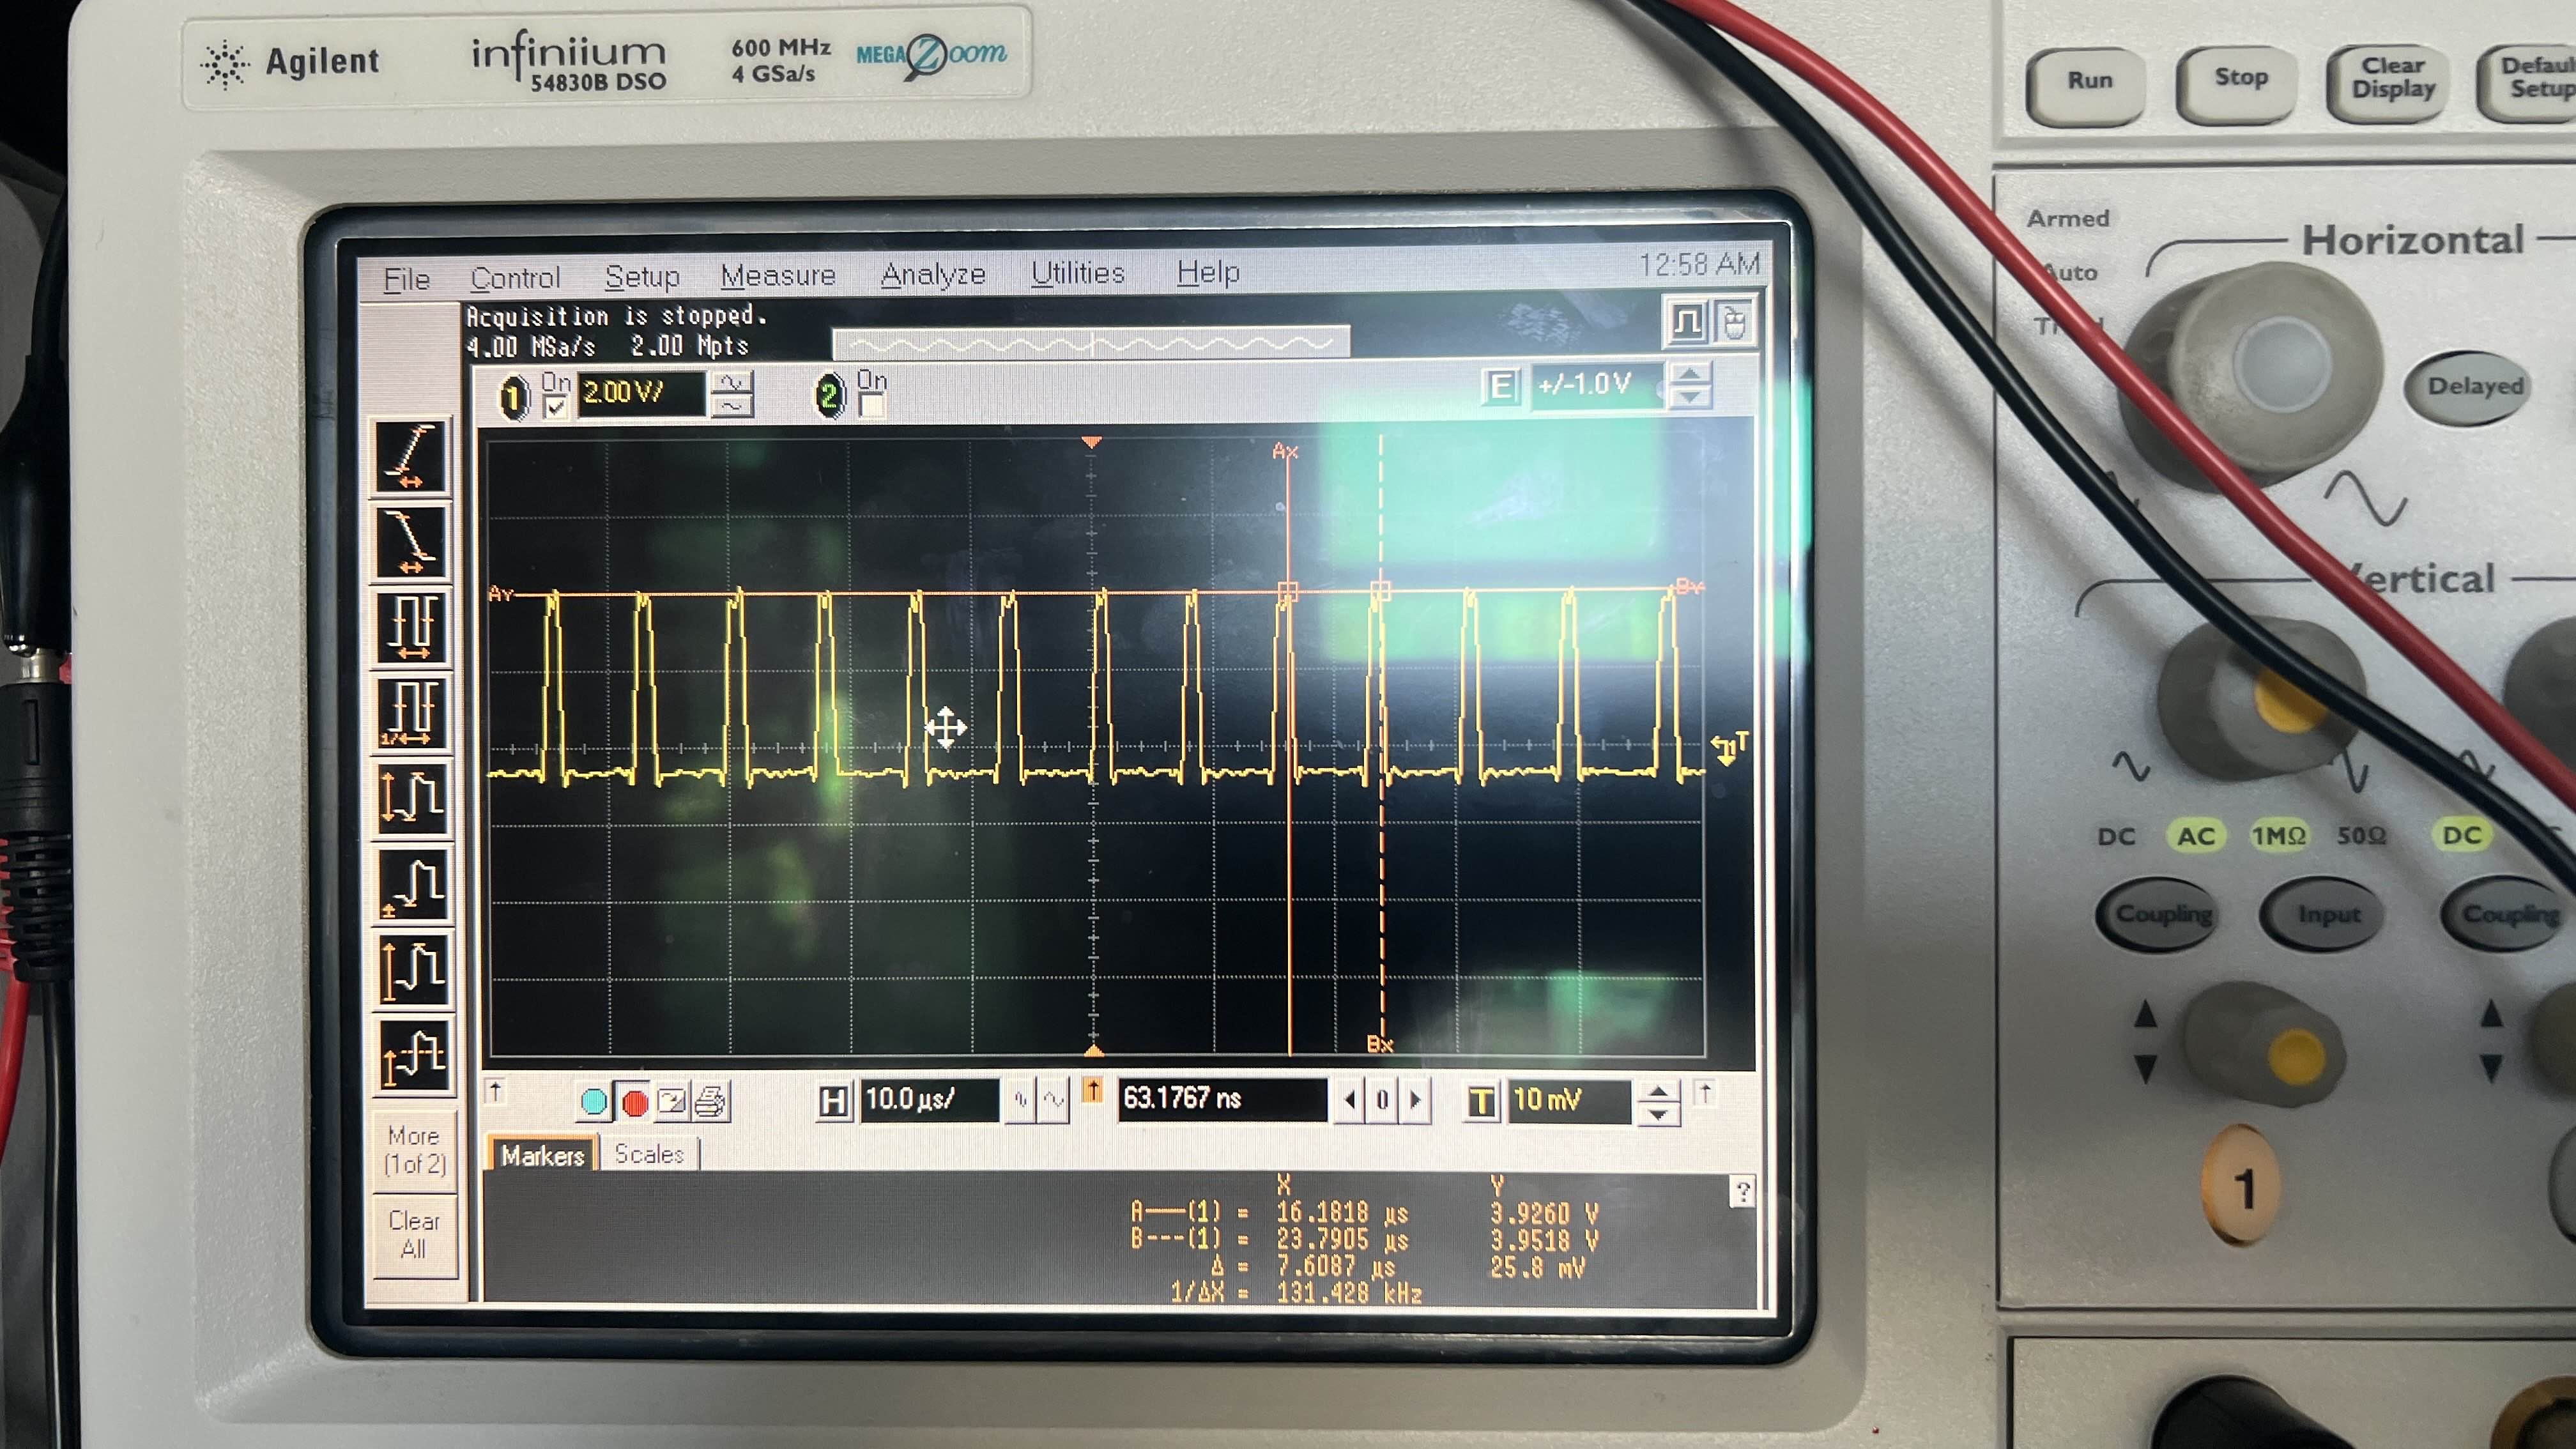 Agilent
infiniium
54830B DSO
600 MHz
4 GSa/s
MEGA Zoom
Run
Stop
Clear
Display
Setup
Armed
Auto
Horizontal
Delayed
Vertical
DC
AC
1MΩ
50Ω
DC
Coupling
Input
Coupling
1
File Control Setup Measure Analyze Utilities Help
12:58 AM
Acquisition is stopped.
4.00 MSa/s 2.00 Mpts
1 On 2.00 V/
2 On
E +/-1.0 V
Ax
Ay
By
T
Bx
H 10.0 µs/
63.1767 ns
0
T 10 mV
More
(1of 2)
Clear
All
Markers Scales
?
X Y
A——(1) = 16.1818 µs 3.9260 V
B---(1) = 23.7905 µs 3.9518 V
Δ = 7.6087 µs 25.8 mV
1/ΔX = 131.428 kHz